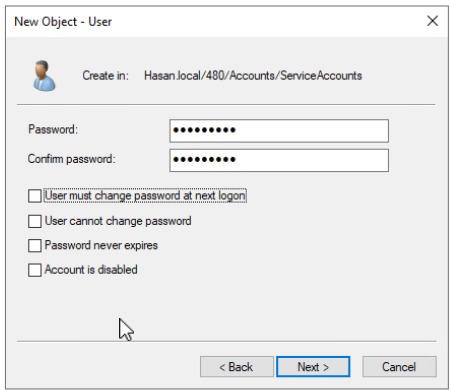 New Object - User
Create in: Hasan.local/480/Accounts/ServiceAccounts
Password: •••••••••
Confirm password: •••••••••
User must change password at next logon
User cannot change password
Password never expires
Account is disabled
< Back Next > Cancel